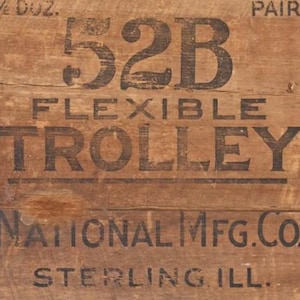 ½ DOZ. PAIR
52B
FLEXIBLE
TROLLEY
NATIONAL MFG. CO.
STERLING, ILL.